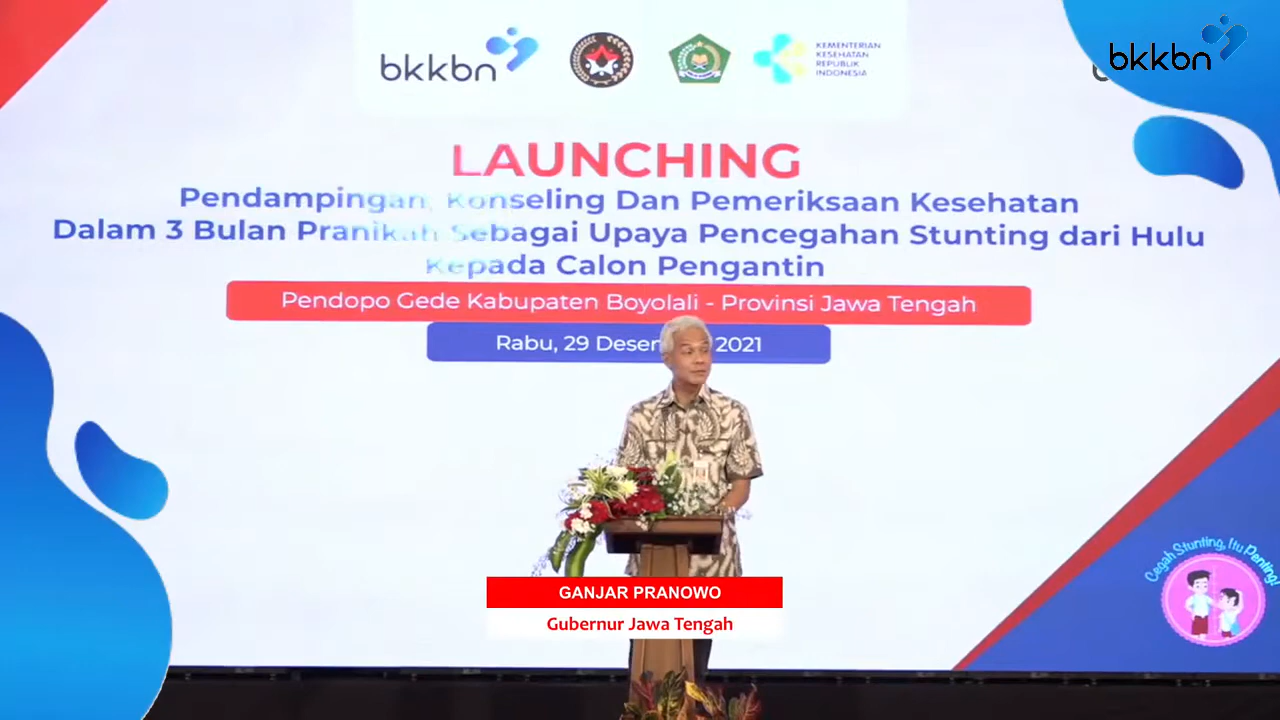 bkkbn
KEMENTERIAN
KESEHATAN
REPUBLIK
INDONESIA
bkkbn
LAUNCHING
Pendampingan, Konseling Dan Pemeriksaan Kesehatan
Dalam 3 Bulan Pranikah Sebagai Upaya Pencegahan Stunting dari Hulu
Kepada Calon Pengantin
Pendopo Gede Kabupaten Boyolali - Provinsi Jawa Tengah
Rabu, 29 Desem 2021
Cegah Stunting, Itu Penting!
GANJAR PRANOWO
Gubernur Jawa Tengah